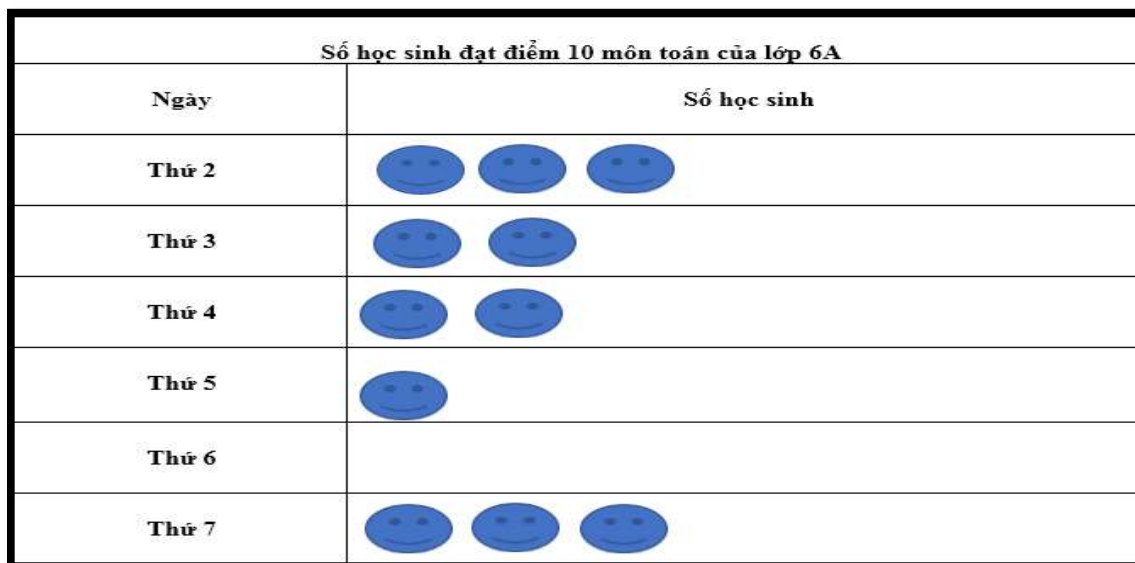 Số học sinh đạt điểm 10 môn toán của lớp 6A
Ngày Số học sinh
Thứ 2
Thứ 3
Thứ 4
Thứ 5
Thứ 6
Thứ 7